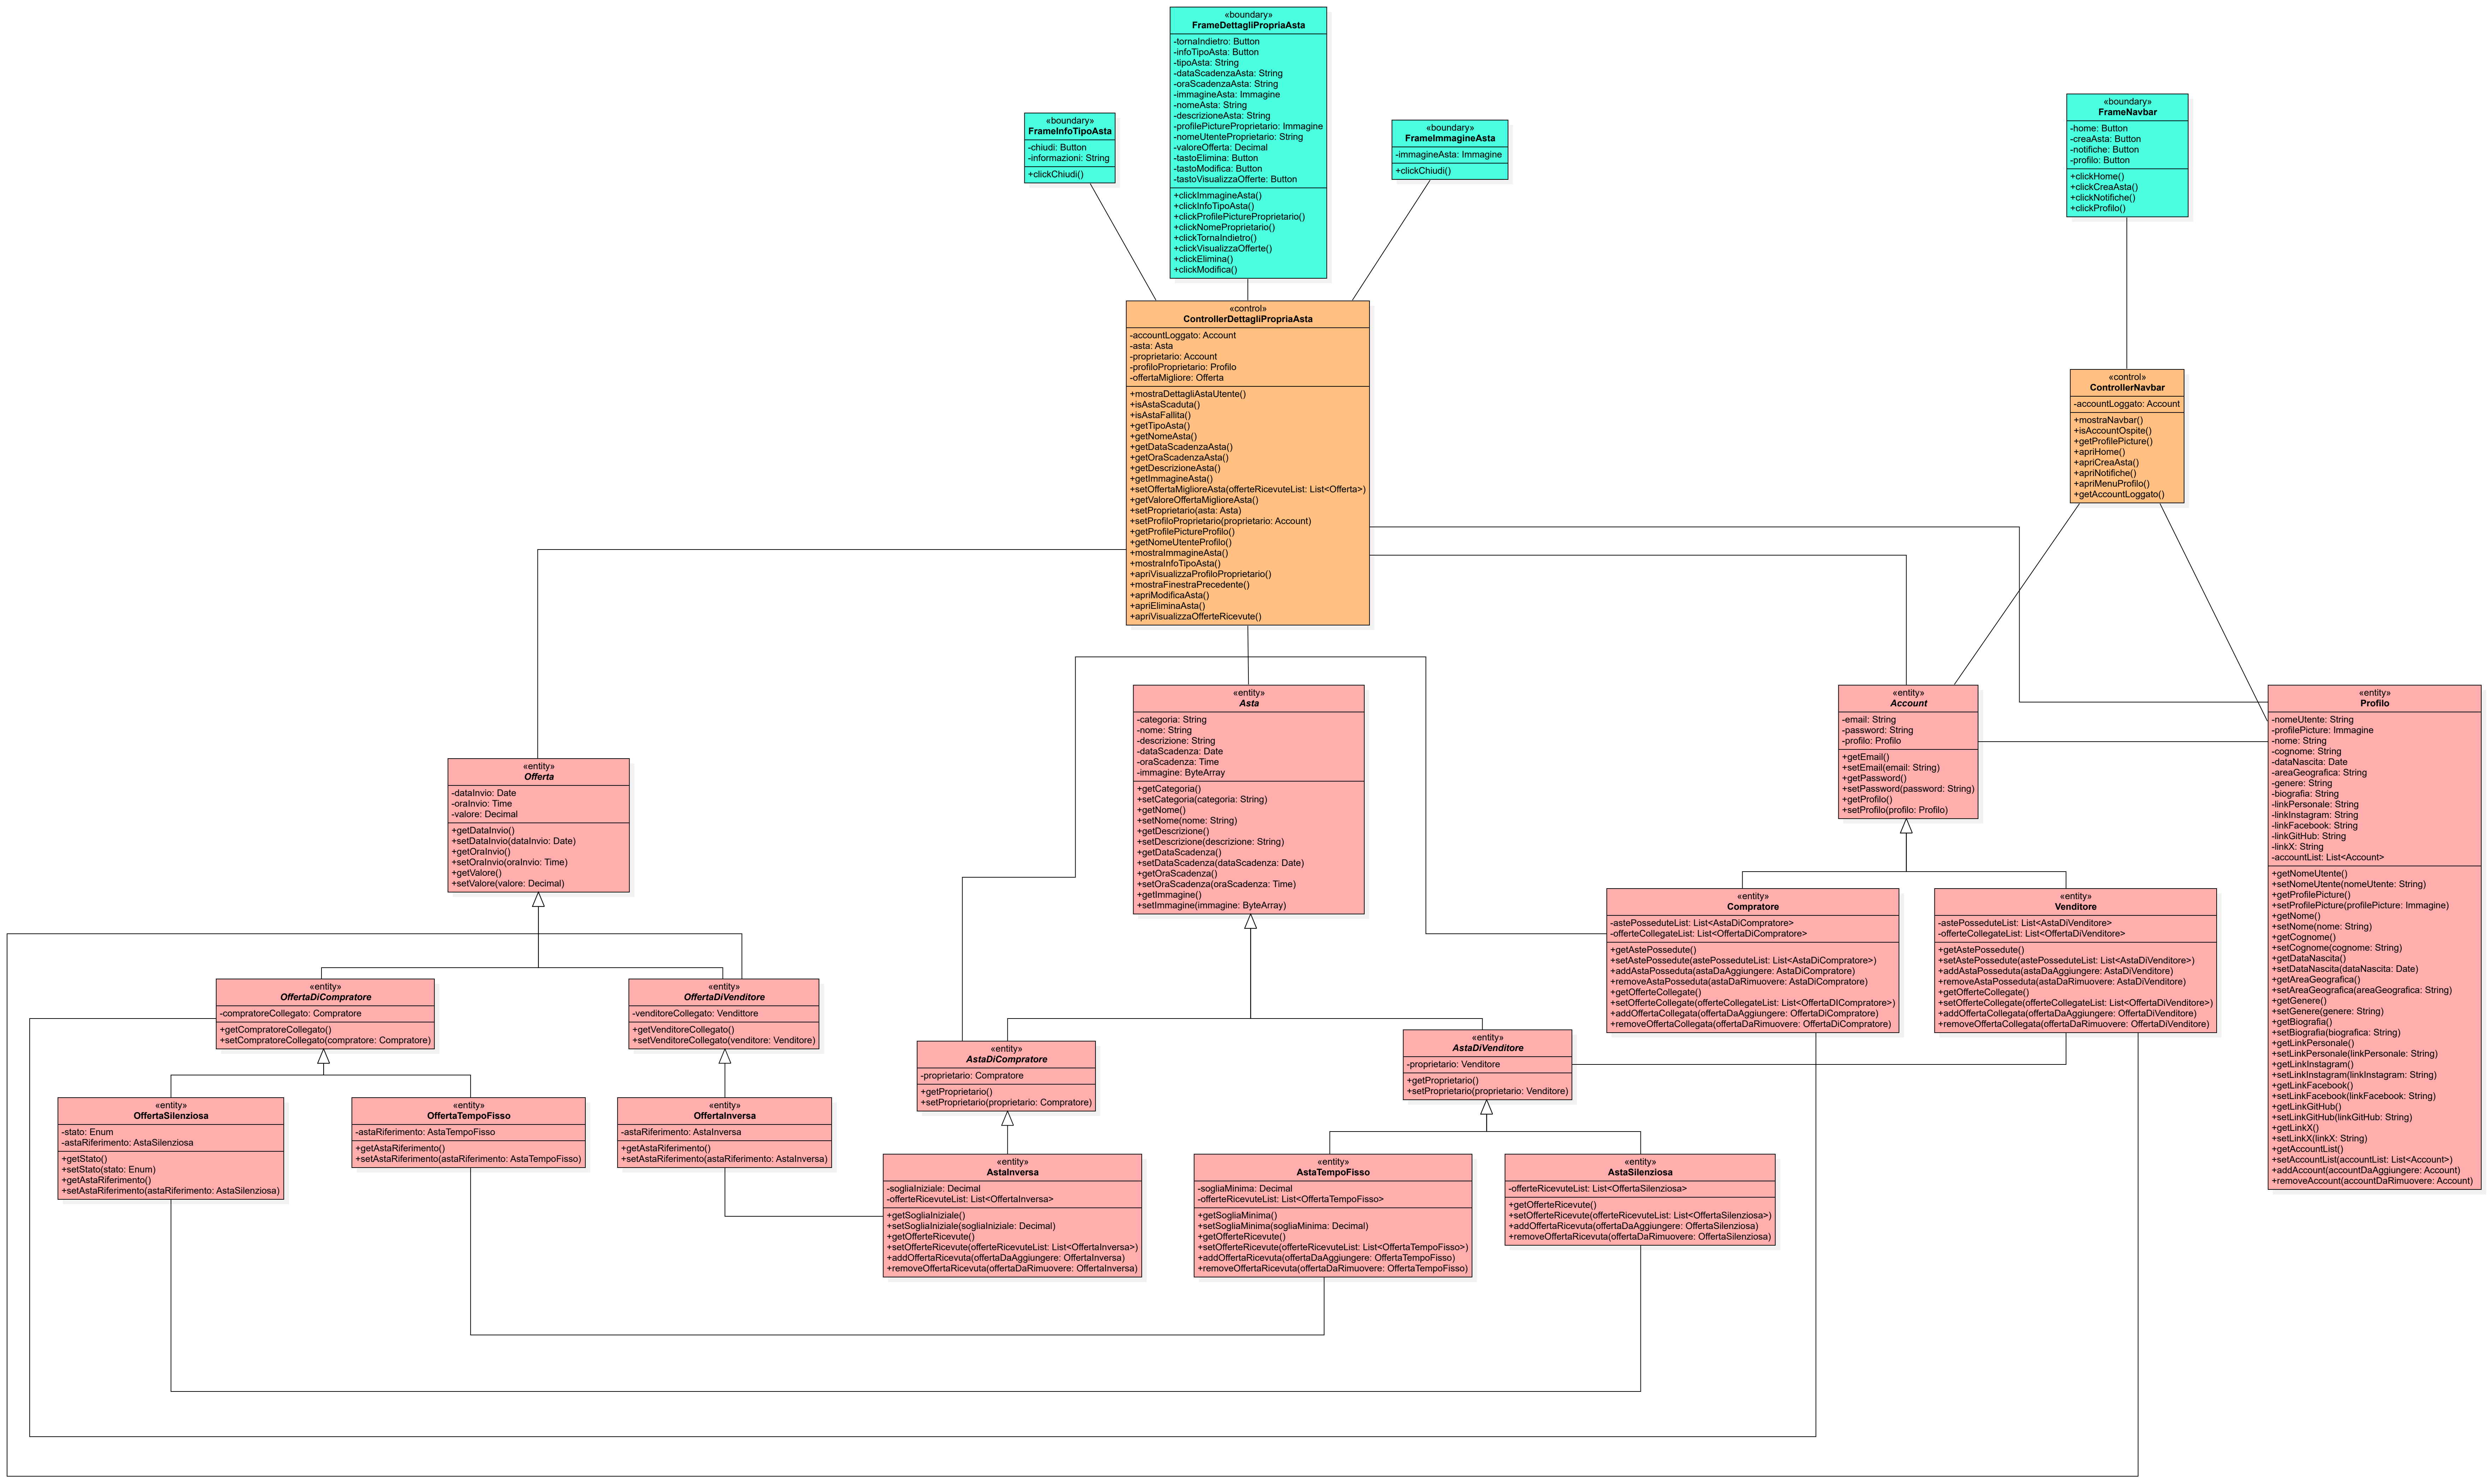 «boundary»
FrameDettagliPropriaAsta
-tornaIndietro: Button
-infoTipoAsta: Button
-tipoAsta: String
-dataScadenzaAsta: String
-oraScadenzaAsta: String
-immagineAsta: Immagine
-nomeAsta: String
-descrizioneAsta: String
-profilePictureProprietario: Immagine
-nomeUtenteProprietario: String
-valoreOfferta: Decimal
-tastoElimina: Button
-tastoModifica: Button
-tastoVisualizzaOfferte: Button
+clickImmagineAsta()
+clickInfoTipoAsta()
+clickProfilePictureProprietario()
+clickNomeProprietario()
+clickTornaIndietro()
+clickVisualizzaOfferte()
+clickElimina()
+clickModifica()
«boundary»
FrameInfoTipoAsta
-chiudi: Button
-informazioni: String
+clickChiudi()
«boundary»
FrameImmagineAsta
-immagineAsta: Immagine
+clickChiudi()
«boundary»
FrameNavbar
-home: Button
-creaAsta: Button
-notifiche: Button
-profilo: Button
+clickHome()
+clickCreaAsta()
+clickNotifiche()
+clickProfilo()
«control»
ControllerDettagliPropriaAsta
-accountLoggato: Account
-asta: Asta
-proprietario: Account
-profiloProprietario: Profilo
-offertaMigliore: Offerta
+mostraDettagliAstaUtente()
+isAstaScaduta()
+isAstaFallita()
+getTipoAsta()
+getNomeAsta()
+getDataScadenzaAsta()
+getOraScadenzaAsta()
+getDescrizioneAsta()
+getImmagineAsta()
+setOffertaMiglioreAsta(offerteRicevuteList: List<Offerta>)
+getValoreOffertaMiglioreAsta()
+setProprietario(asta: Asta)
+setProfiloProprietario(proprietario: Account)
+getProfilePictureProfilo()
+getNomeUtenteProfilo()
+mostraImmagineAsta()
+mostraInfoTipoAsta()
+apriVisualizzaProfiloProprietario()
+mostraFinestraPrecedente()
+apriModificaAsta()
+apriEliminaAsta()
+apriVisualizzaOfferteRicevute()
«control»
ControllerNavbar
-accountLoggato: Account
+mostraNavbar()
+isAccountOspite()
+getProfilePicture()
+apriHome()
+apriCreaAsta()
+apriNotifiche()
+apriMenuProfilo()
+getAccountLoggato()
«entity»
Asta
-categoria: String
-nome: String
-descrizione: String
-dataScadenza: Date
-oraScadenza: Time
-immagine: ByteArray
+getCategoria()
+setCategoria(categoria: String)
+getNome()
+setNome(nome: String)
+getDescrizione()
+setDescrizione(descrizione: String)
+getDataScadenza()
+setDataScadenza(dataScadenza: Date)
+getOraScadenza()
+setOraScadenza(oraScadenza: Time)
+getImmagine()
+setImmagine(immagine: ByteArray)
«entity»
Account
-email: String
-password: String
-profilo: Profilo
+getEmail()
+setEmail(email: String)
+getPassword()
+setPassword(password: String)
+getProfilo()
+setProfilo(profilo: Profilo)
«entity»
Profilo
-nomeUtente: String
-profilePicture: Immagine
-nome: String
-cognome: String
-dataNascita: Date
-areaGeografica: String
-genere: String
-biografia: String
-linkPersonale: String
-linkInstagram: String
-linkFacebook: String
-linkGitHub: String
-linkX: String
-accountList: List<Account>
+getNomeUtente()
+setNomeUtente(nomeUtente: String)
+getProfilePicture()
+setProfilePicture(profilePicture: Immagine)
+getNome()
+setNome(nome: String)
+getCognome()
+setCognome(cognome: String)
+getDataNascita()
+setDataNascita(dataNascita: Date)
+getAreaGeografica()
+setAreaGeografica(areaGeografica: String)
+getGenere()
+setGenere(genere: String)
+getBiografia()
+setBiografia(biografica: String)
+getLinkPersonale()
+setLinkPersonale(linkPersonale: String)
+getLinkInstagram()
+setLinkInstagram(linkInstagram: String)
+getLinkFacebook()
+setLinkFacebook(linkFacebook: String)
+getLinkGitHub()
+setLinkGitHub(linkGitHub: String)
+getLinkX()
+setLinkX(linkX: String)
+getAccountList()
+setAccountList(accountList: List<Account>)
+addAccount(accountDaAggiungere: Account)
+removeAccount(accountDaRimuovere: Account)
«entity»
Offerta
-dataInvio: Date
-oraInvio: Time
-valore: Decimal
+getDataInvio()
+setDataInvio(dataInvio: Date)
+getOraInvio()
+setOraInvio(oraInvio: Time)
+getValore()
+setValore(valore: Decimal)
«entity»
Compratore
-astePosseduteList: List<AstaDiCompratore>
-offerteCollegateList: List<OffertaDiCompratore>
+getAstePossedute()
+setAstePossedute(astePosseduteList: List<AstaDiCompratore>)
+addAstaPosseduta(astaDaAggiungere: AstaDiCompratore)
+removeAstaPosseduta(astaDaRimuovere: AstaDiCompratore)
+getOfferteCollegate()
+setOfferteCollegate(offerteCollegateList: List<OffertaDICompratore>)
+addOffertaCollegata(offertaDaAggiungere: OffertaDiCompratore)
+removeOffertaCollegata(offertaDaRimuovere: OffertaDiCompratore)
«entity»
Venditore
-astePosseduteList: List<AstaDiVenditore>
-offerteCollegateList: List<OffertaDiVenditore>
+getAstePossedute()
+setAstePossedute(astePosseduteList: List<AstaDiVenditore>)
+addAstaPosseduta(astaDaAggiungere: AstaDiVenditore)
+removeAstaPosseduta(astaDaRimuovere: AstaDiVenditore)
+getOfferteCollegate()
+setOfferteCollegate(offerteCollegateList: List<OffertaDiVenditore>)
+addOffertaCollegata(offertaDaAggiungere: OffertaDiVenditore)
+removeOffertaCollegata(offertaDaRimuovere: OffertaDiVenditore)
«entity»
OffertaDiCompratore
-compratoreCollegato: Compratore
+getCompratoreCollegato()
+setCompratoreCollegato(compratore: Compratore)
«entity»
OffertaDiVenditore
-venditoreCollegato: Vendittore
+getVenditoreCollegato()
+setVenditoreCollegato(venditore: Venditore)
«entity»
AstaDiCompratore
-proprietario: Compratore
+getProprietario()
+setProprietario(proprietario: Compratore)
«entity»
AstaDiVenditore
-proprietario: Venditore
+getProprietario()
+setProprietario(proprietario: Venditore)
«entity»
OffertaSilenziosa
-stato: Enum
-astaRiferimento: AstaSilenziosa
+getStato()
+setStato(stato: Enum)
+getAstaRiferimento()
+setAstaRiferimento(astaRiferimento: AstaSilenziosa)
«entity»
OffertaTempoFisso
-astaRiferimento: AstaTempoFisso
+getAstaRiferimento()
+setAstaRiferimento(astaRiferimento: AstaTempoFisso)
«entity»
OffertaInversa
-astaRiferimento: AstaInversa
+getAstaRiferimento()
+setAstaRiferimento(astaRiferimento: AstaInversa)
«entity»
AstaInversa
-sogliaIniziale: Decimal
-offerteRicevuteList: List<OffertaInversa>
+getSogliaIniziale()
+setSogliaIniziale(sogliaIniziale: Decimal)
+getOfferteRicevute()
+setOfferteRicevute(offerteRicevuteList: List<OffertaInversa>)
+addOffertaRicevuta(offertaDaAggiungere: OffertaInversa)
+removeOffertaRicevuta(offertaDaRimuovere: OffertaInversa)
«entity»
AstaTempoFisso
-sogliaMinima: Decimal
-offerteRicevuteList: List<OffertaTempoFisso>
+getSogliaMinima()
+setSogliaMinima(sogliaMinima: Decimal)
+getOfferteRicevute()
+setOfferteRicevute(offerteRicevuteList: List<OffertaTempoFisso>)
+addOffertaRicevuta(offertaDaAggiungere: OffertaTempoFisso)
+removeOffertaRicevuta(offertaDaRimuovere: OffertaTempoFisso)
«entity»
AstaSilenziosa
-offerteRicevuteList: List<OffertaSilenziosa>
+getOfferteRicevute()
+setOfferteRicevute(offerteRicevuteList: List<OffertaSilenziosa>)
+addOffertaRicevuta(offertaDaAggiungere: OffertaSilenziosa)
+removeOffertaRicevuta(offertaDaRimuovere: OffertaSilenziosa)